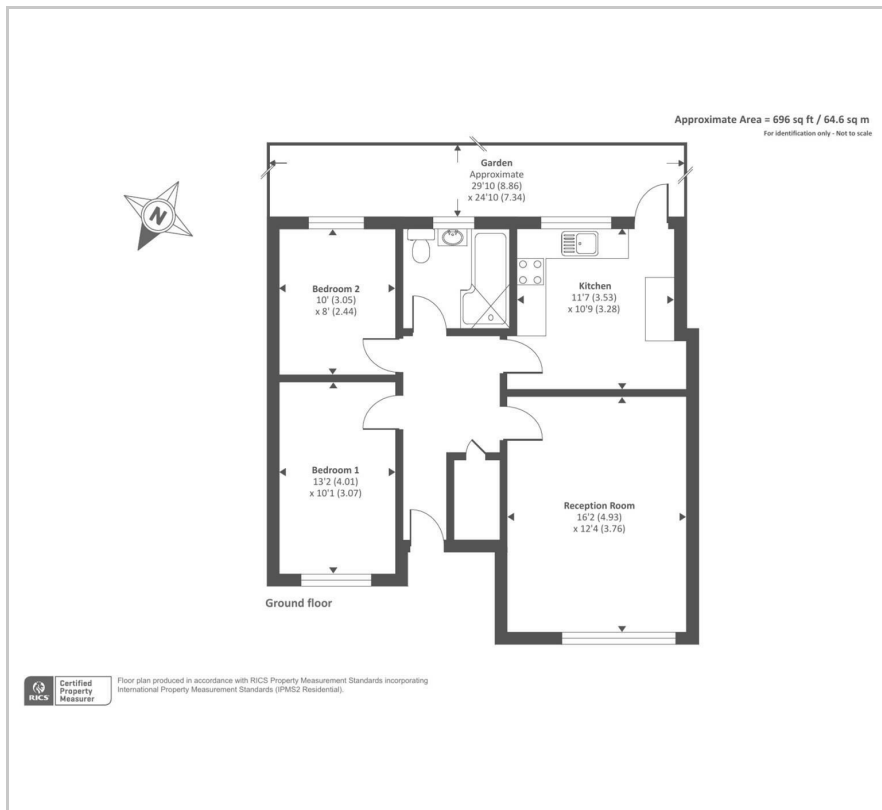 Approximate Area = 696 sq ft / 64.6 sq m
For identification only - Not to scale
Garden
Approximate
29'10 (8.86)
x 24'10 (7.34)
N
Bedroom 2
10' (3.05)
x 8' (2.44)
Kitchen
11'7 (3.53)
x 10'9 (3.28)
Bedroom 1
13'2 (4.01)
x 10'1 (3.07)
Reception Room
16'2 (4.93)
x 12'4 (3.76)
Ground floor
RICS
Certified
Property
Measurer
Floor plan produced in accordance with RICS Property Measurement Standards incorporating
International Property Measurement Standards (IPMS2 Residential).